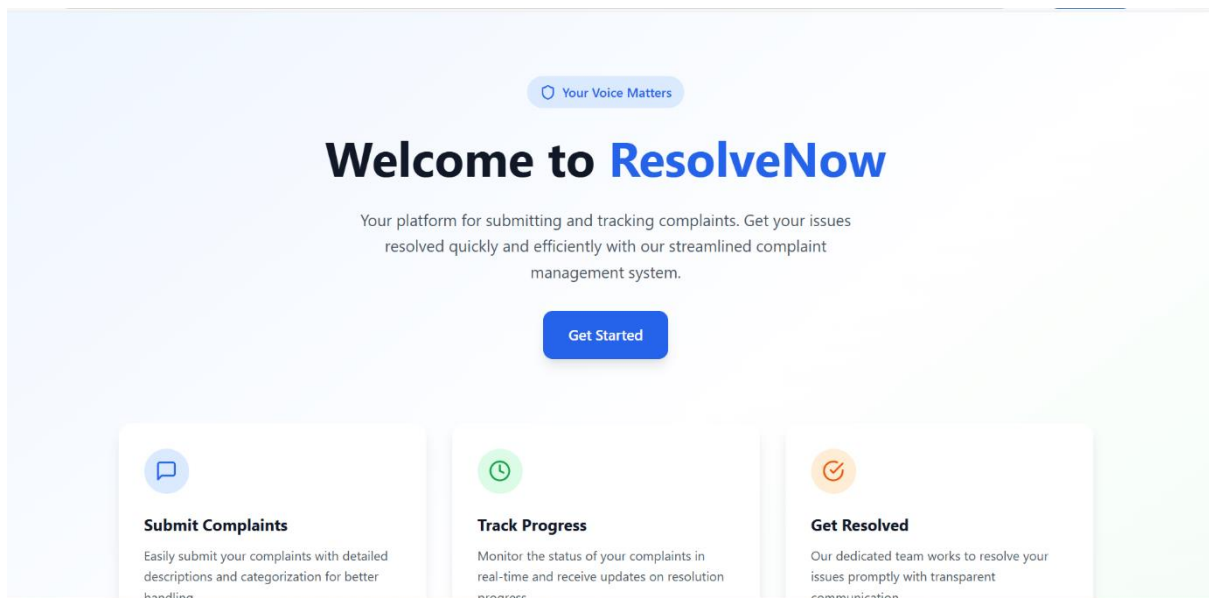 Your Voice Matters
Welcome to ResolveNow
Your platform for submitting and tracking complaints. Get your issues
resolved quickly and efficiently with our streamlined complaint
management system.
Get Started
Submit Complaints
Easily submit your complaints with detailed
descriptions and categorization for better
handling.
Track Progress
Monitor the status of your complaints in
real-time and receive updates on resolution
progress.
Get Resolved
Our dedicated team works to resolve your
issues promptly with transparent
communication.